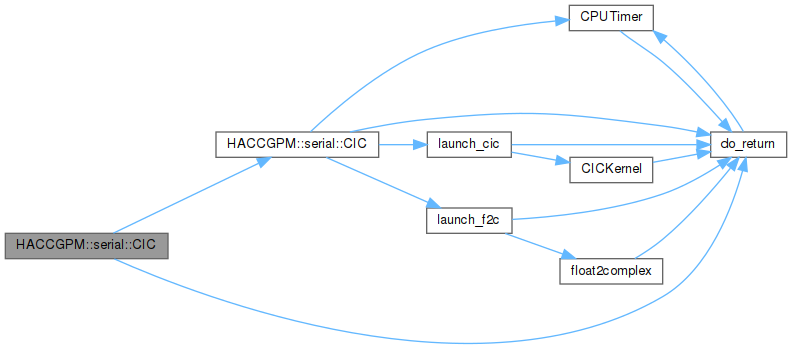 CPUTimer
HACCGPM::serial::CIC
launch_cic
do_return
CICKernel
launch_f2c
HACCGPM::serial::CIC
float2complex